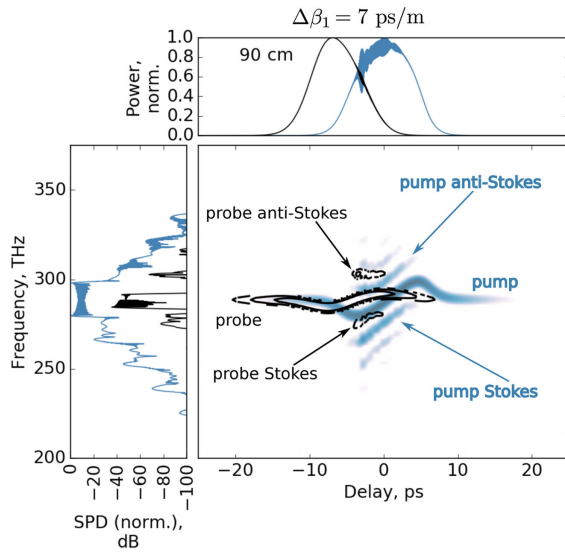 Δβ₁ = 7 ps/m
Power, norm.
1.0
0.8
0.6
0.4
0.2
0.0
90 cm
Frequency, THz
350
300
250
200
0
−20
−40
−60
−80
−100
SPD (norm.),
dB
pump anti-Stokes
probe anti-Stokes
pump
probe
probe Stokes
pump Stokes
−20
−10
0
10
20
Delay, ps